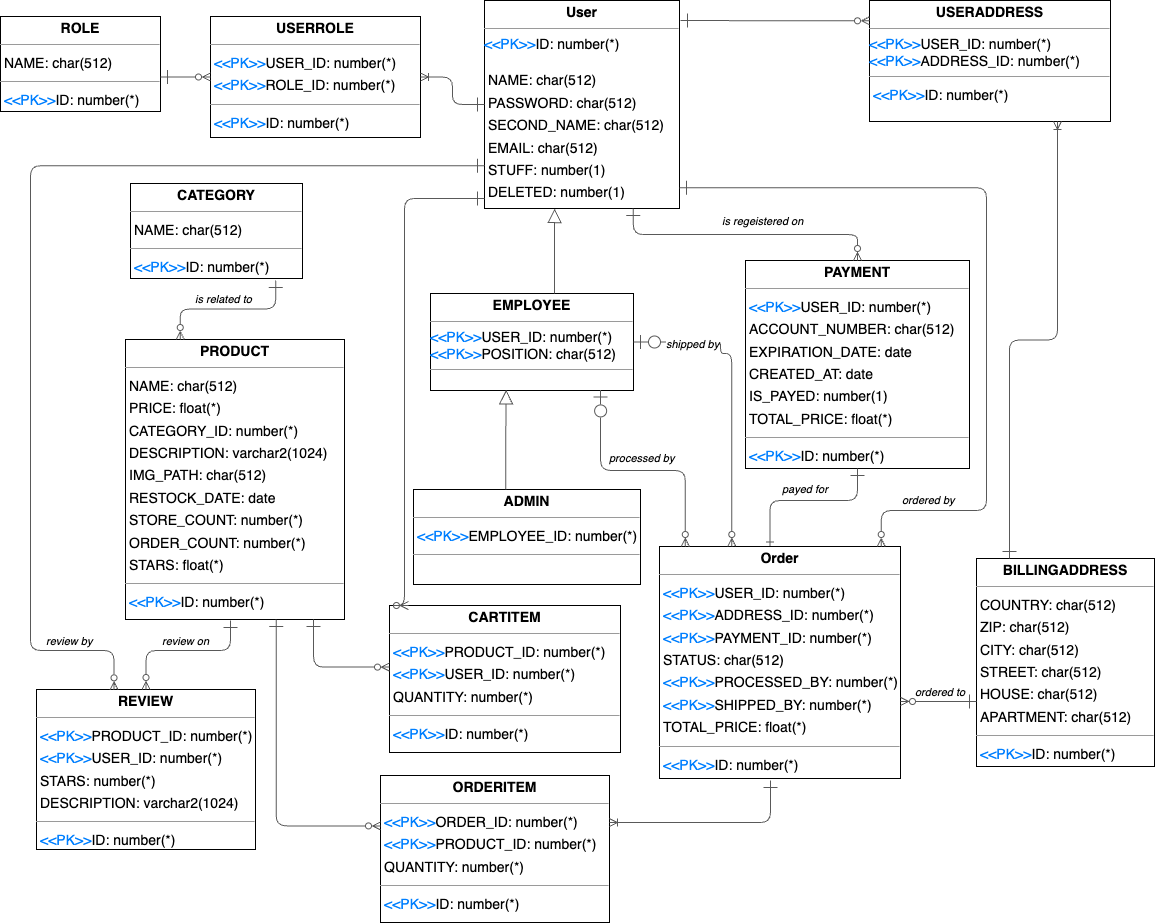 ROLE
NAME: char(512)
<<PK>>ID: number(*)
USERROLE
<<PK>>USER_ID: number(*)
<<PK>>ROLE_ID: number(*)
<<PK>>ID: number(*)
User
<<PK>>ID: number(*)
NAME: char(512)
PASSWORD: char(512)
SECOND_NAME: char(512)
EMAIL: char(512)
STUFF: number(1)
DELETED: number(1)
USERADDRESS
<<PK>>USER_ID: number(*)
<<PK>>ADDRESS_ID: number(*)
<<PK>>ID: number(*)
CATEGORY
NAME: char(512)
<<PK>>ID: number(*)
is related to
is regeistered on
PRODUCT
NAME: char(512)
PRICE: float(*)
CATEGORY_ID: number(*)
DESCRIPTION: varchar2(1024)
IMG_PATH: char(512)
RESTOCK_DATE: date
STORE_COUNT: number(*)
ORDER_COUNT: number(*)
STARS: float(*)
<<PK>>ID: number(*)
EMPLOYEE
<<PK>>USER_ID: number(*)
<<PK>>POSITION: char(512)
shipped by
processed by
PAYMENT
<<PK>>USER_ID: number(*)
ACCOUNT_NUMBER: char(512)
EXPIRATION_DATE: date
CREATED_AT: date
IS_PAYED: number(1)
TOTAL_PRICE: float(*)
<<PK>>ID: number(*)
payed for
ordered by
ADMIN
<<PK>>EMPLOYEE_ID: number(*)
Order
<<PK>>USER_ID: number(*)
<<PK>>ADDRESS_ID: number(*)
<<PK>>PAYMENT_ID: number(*)
STATUS: char(512)
<<PK>>PROCESSED_BY: number(*)
<<PK>>SHIPPED_BY: number(*)
TOTAL_PRICE: float(*)
<<PK>>ID: number(*)
ordered to
BILLINGADDRESS
COUNTRY: char(512)
ZIP: char(512)
CITY: char(512)
STREET: char(512)
HOUSE: char(512)
APARTMENT: char(512)
<<PK>>ID: number(*)
CARTITEM
<<PK>>PRODUCT_ID: number(*)
<<PK>>USER_ID: number(*)
QUANTITY: number(*)
<<PK>>ID: number(*)
review by
review on
REVIEW
<<PK>>PRODUCT_ID: number(*)
<<PK>>USER_ID: number(*)
STARS: number(*)
DESCRIPTION: varchar2(1024)
<<PK>>ID: number(*)
ORDERITEM
<<PK>>ORDER_ID: number(*)
<<PK>>PRODUCT_ID: number(*)
QUANTITY: number(*)
<<PK>>ID: number(*)